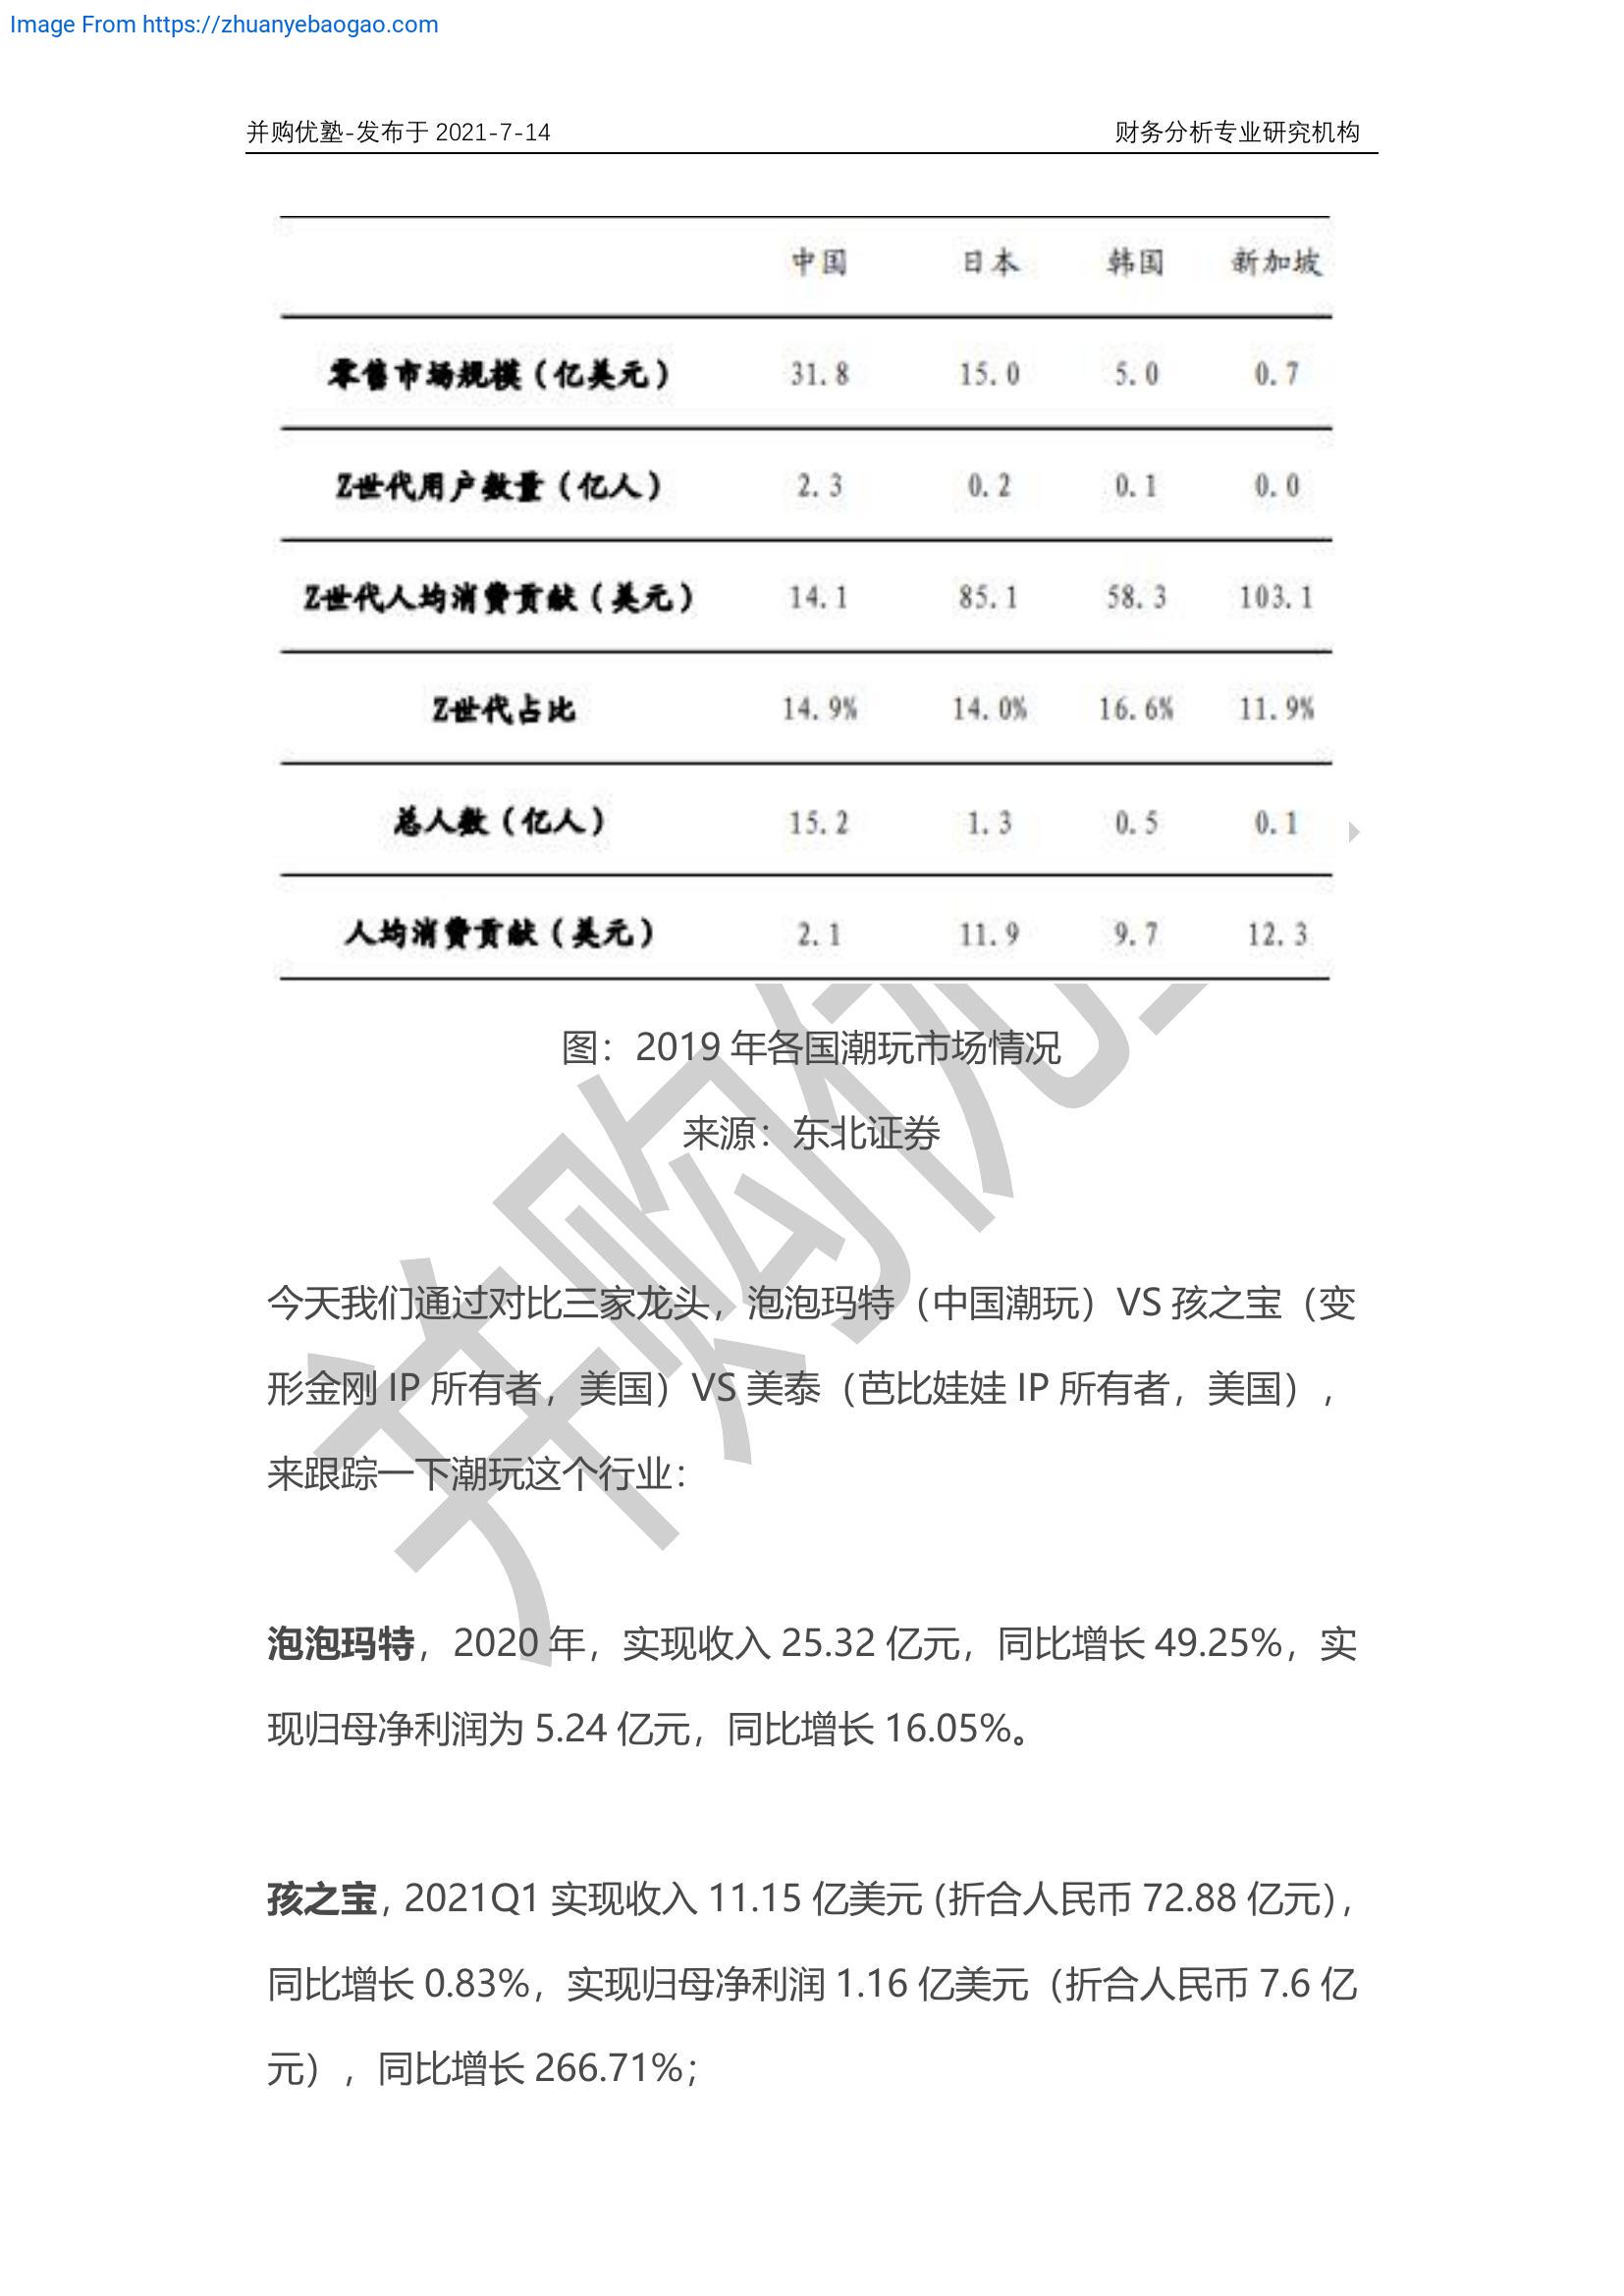 Image From https://zhuanyebaogao.com
并购优塾-发布于 2021-7-14 财务分析专业研究机构
中国 日本 韩国 新加坡
零售市场规模（亿美元） 31.8 15.0 5.0 0.7
Z世代用户数量（亿人） 2.3 0.2 0.1 0.0
Z世代人均消费贡献（美元） 14.1 85.1 58.3 103.1
Z世代占比 14.9% 14.0% 16.6% 11.9%
总人数（亿人） 15.2 1.3 0.5 0.1
人均消费贡献（美元） 2.1 11.9 9.7 12.3
图：2019 年各国潮玩市场情况
来源：东北证券
今天我们通过对比三家龙头，泡泡玛特（中国潮玩）VS 孩之宝（变
形金刚 IP 所有者，美国）VS 美泰（芭比娃娃 IP 所有者，美国），
来跟踪一下潮玩这个行业：
泡泡玛特，2020 年，实现收入 25.32 亿元，同比增长 49.25%，实
现归母净利润为 5.24 亿元，同比增长 16.05%。
孩之宝，2021Q1 实现收入 11.15 亿美元（折合人民币 72.88 亿元），
同比增长 0.83%，实现归母净利润 1.16 亿美元（折合人民币 7.6 亿
元），同比增长 266.71%；
并购优